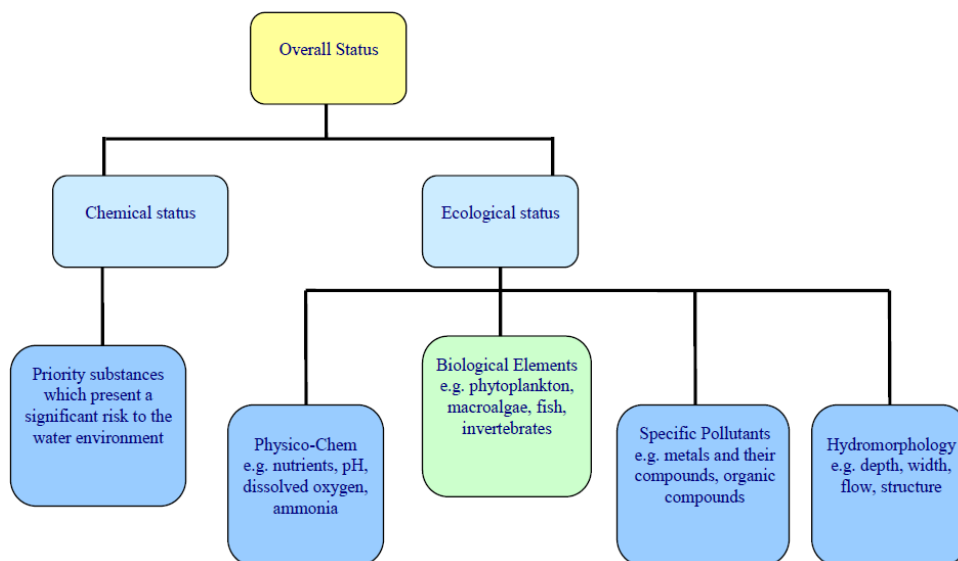 Overall Status
Chemical status
Ecological status
Priority substances
which present a
significant risk to the
water environment
Physico-Chem
e.g. nutrients, pH,
dissolved oxygen,
ammonia
Biological Elements
e.g. phytoplankton,
macroalgae, fish,
invertebrates
Specific Pollutants
e.g. metals and their
compounds, organic
compounds
Hydromorphology
e.g. depth, width,
flow, structure